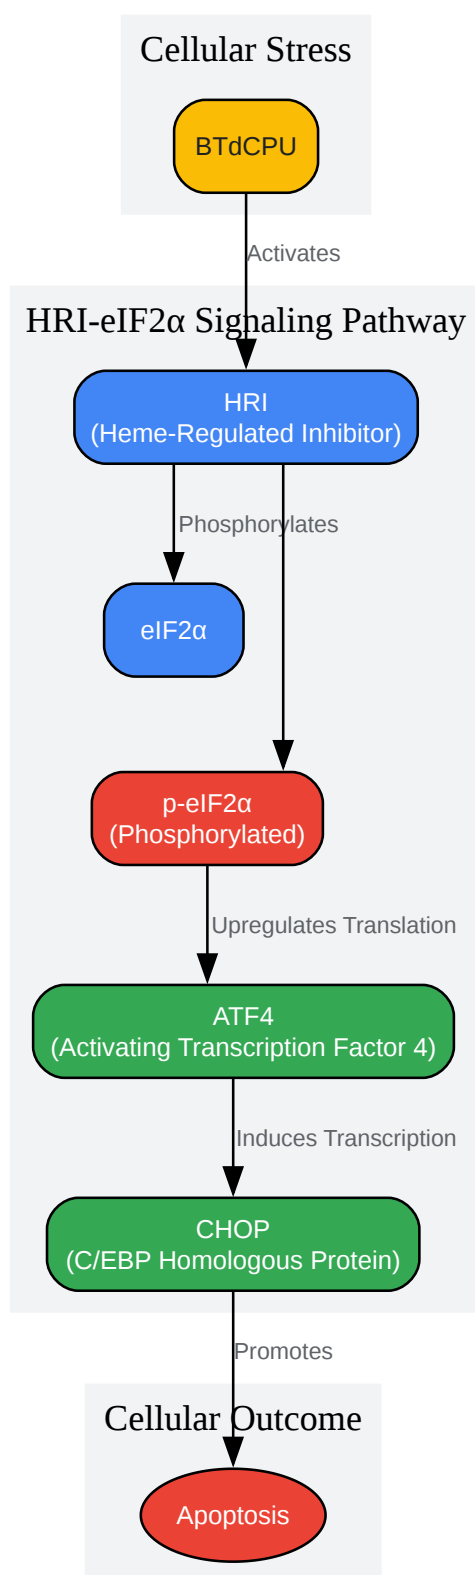 Cellular Stress
BTdCPU
Activates
HRI-eIF2α Signaling Pathway
HRI
(Heme-Regulated Inhibitor)
Phosphorylates
eIF2α
p-eIF2α
(Phosphorylated)
Upregulates Translation
ATF4
(Activating Transcription Factor 4)
Induces Transcription
CHOP
(C/EBP Homologous Protein)
Promotes
Cellular Outcome
Apoptosis